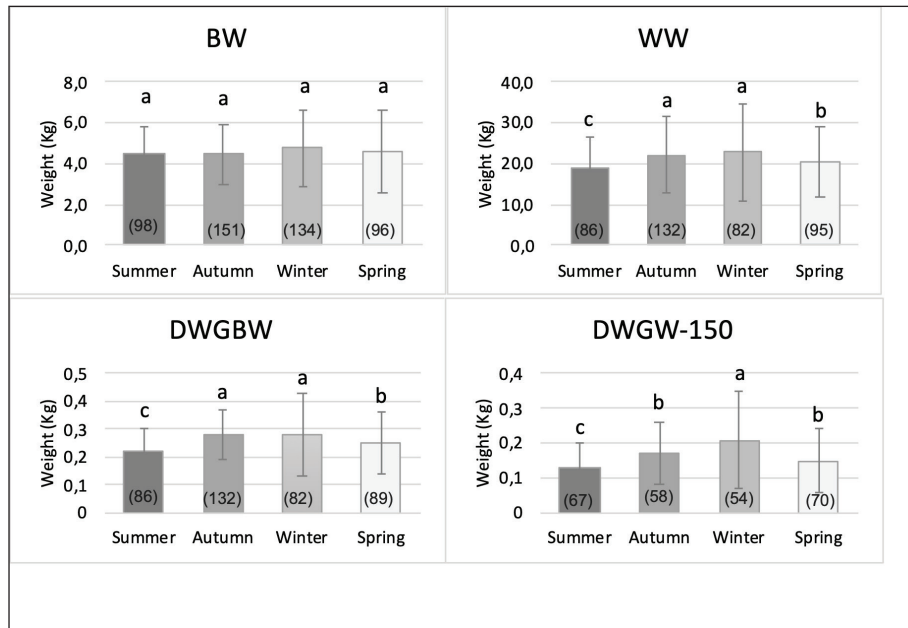 BW
8,0
6,0
4,0
2,0
0,0
Weight (Kg)
a a a a
(98) (151) (134) (96)
Summer Autumn Winter Spring
WW
40,0
30,0
20,0
10,0
0,0
Weight (Kg)
c a a b
(86) (132) (82) (95)
Summer Autumn Winter Spring
DWGBW
0,5
0,4
0,3
0,2
0,1
0
Weight (Kg)
c a a b
(86) (132) (82) (89)
Summer Autumn Winter Spring
DWGW-150
0,4
0,3
0,2
0,1
0
Weight (Kg)
c b a b
(67) (58) (54) (70)
Summer Autumn Winter Spring